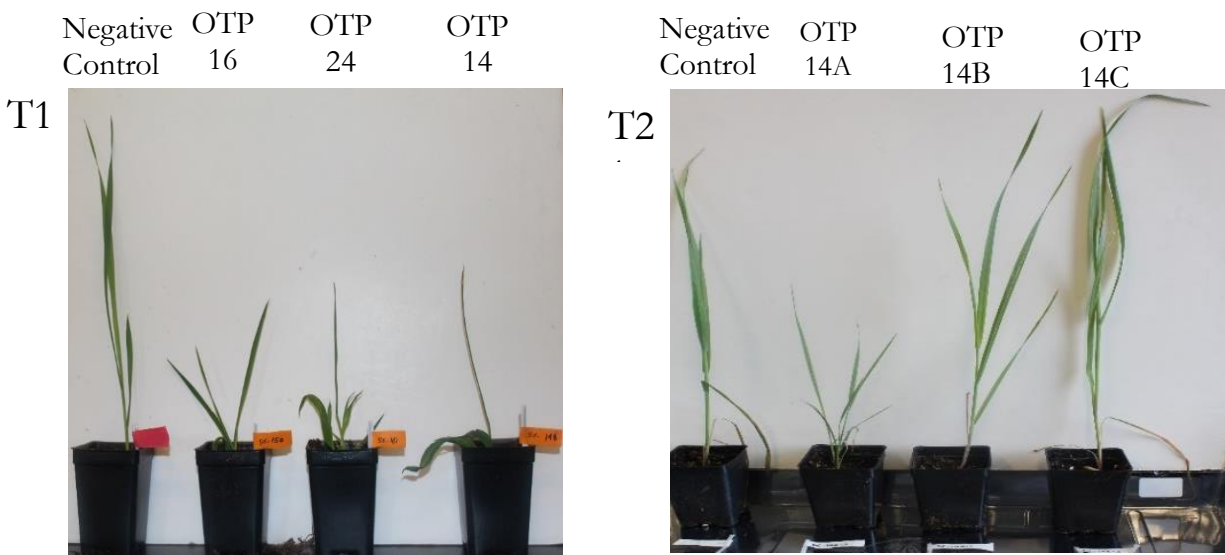 Negative
Control
OTP
16
OTP
24
OTP
14
T1
Negative
Control
OTP
14A
OTP
14B
OTP
14C
T2